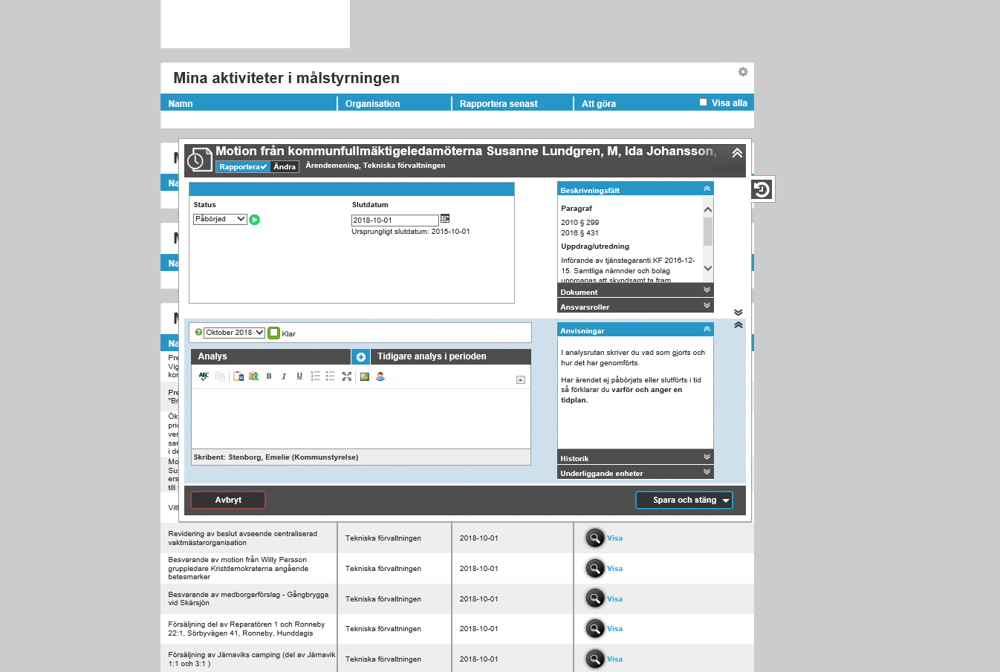 Mina aktiviteter i målstyrningen
Namn Organisation Rapportera senast Att göra Visa alla
Motion från kommunfullmäktigeledamöterna Susanne Lundgren, M, Ida Johansson,
Rapportera Ändra Ärendemening, Tekniska förvaltningen
Na
Status Slutdatum
Påbörjad 2018-10-01
Ursprungligt slutdatum: 2015-10-01
Beskrivningsfält
Paragraf
2010 § 299
2016 § 431
Uppdrag/utredning
Införande av tjänstegaranti.KF 2016-12-
15. Samtliga nämnder och bolag
uppmanas att skyndsamt ta fram
Dokument
Ansvarsroller
Na
Na
Oktober 2018 Klar
Analys Tidigare analys i perioden
ABC B I U
Skribent: Stenborg, Emelie (Kommunstyrelse)
Anvisningar
I analysrutan skriver du vad som gjorts och
hur det har genomförts.
Har ärendet ej påbörjats eller slutförts i tid
så förklarar du varför och anger en
tidplan.
Historik
Underliggande enheter
Pre
Vig
kor
Pre
"Br
Ök
pric
ver
sar
i de
Mo
Sus
ers
till
Avbryt Spara och stäng
Revidering av beslut avseende centraliserad
vaktmästarorganisation
Tekniska förvaltningen 2018-10-01 Visa
Besvarande av motion från Willy Persson
gruppledare Kristdemokraterna angående
betesmarker
Tekniska förvaltningen 2018-10-01 Visa
Besvarande av medborgarförslag - Gångbrygga
vid Skärsjön
Tekniska förvaltningen 2018-10-01 Visa
Försäljning del av Reparatören 1 och Ronneby
22:1, Sörbyvägen 41, Ronneby, Hunddagis
Tekniska förvaltningen 2018-10-01 Visa
Försäljning av Järnaviks camping (del av Järnavik
1:1 och 3:1 )
Tekniska förvaltningen 2018-10-01 Visa